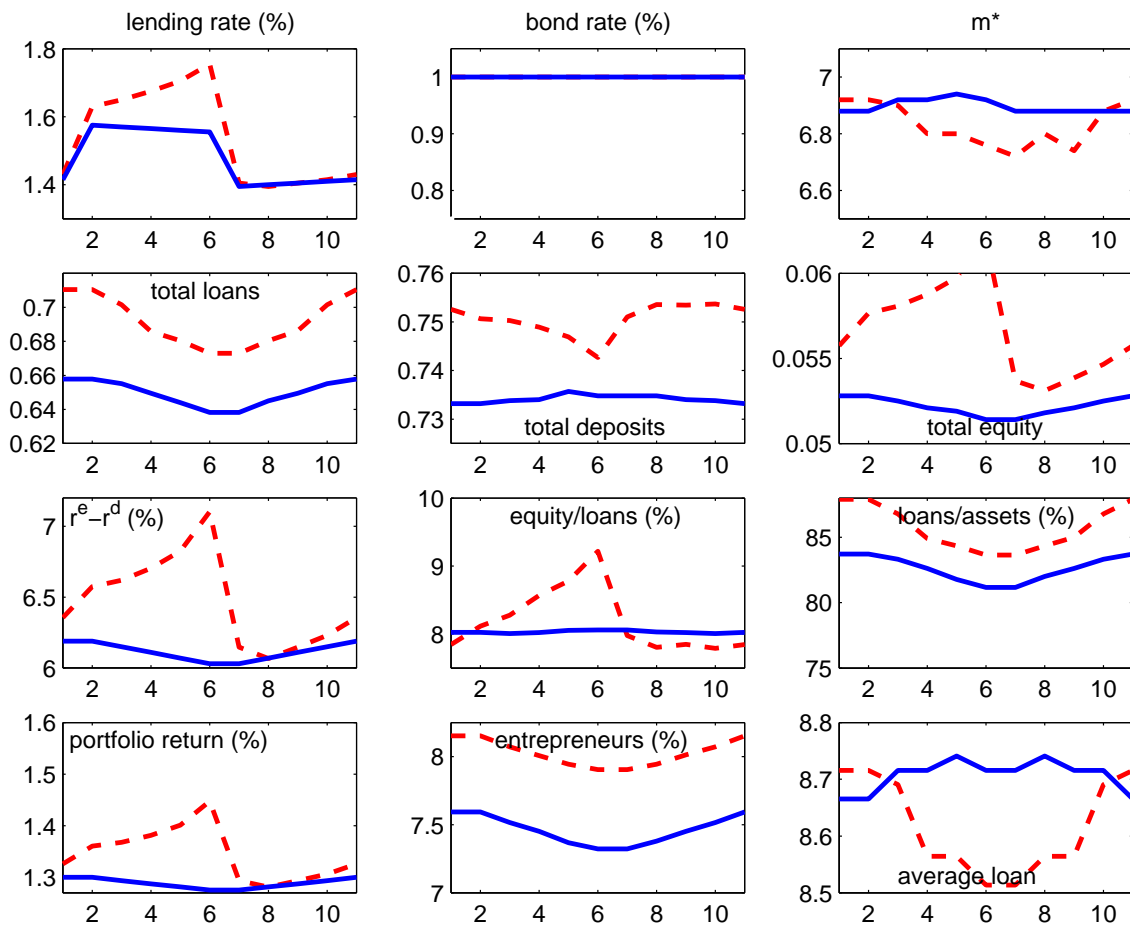 lending rate (%)
1.8
1.6
1.4
2 4 6 8 10
bond rate (%)
1
0.9
0.8
2 4 6 8 10
m*
7
6.8
6.6
2 4 6 8 10
total loans
0.7
0.68
0.66
0.64
0.62
2 4 6 8 10
0.76
0.75
0.74
0.73
total deposits
2 4 6 8 10
0.06
0.055
0.05
total equity
2 4 6 8 10
r^e−r^d (%)
7
6.5
6
2 4 6 8 10
equity/loans (%)
10
9
8
2 4 6 8 10
loans/assets (%)
85
80
75
2 4 6 8 10
1.6
portfolio return (%)
1.5
1.4
1.3
2 4 6 8 10
entrepreneurs (%)
8
7.5
7
2 4 6 8 10
8.8
8.7
8.6
8.5
average loan
2 4 6 8 10